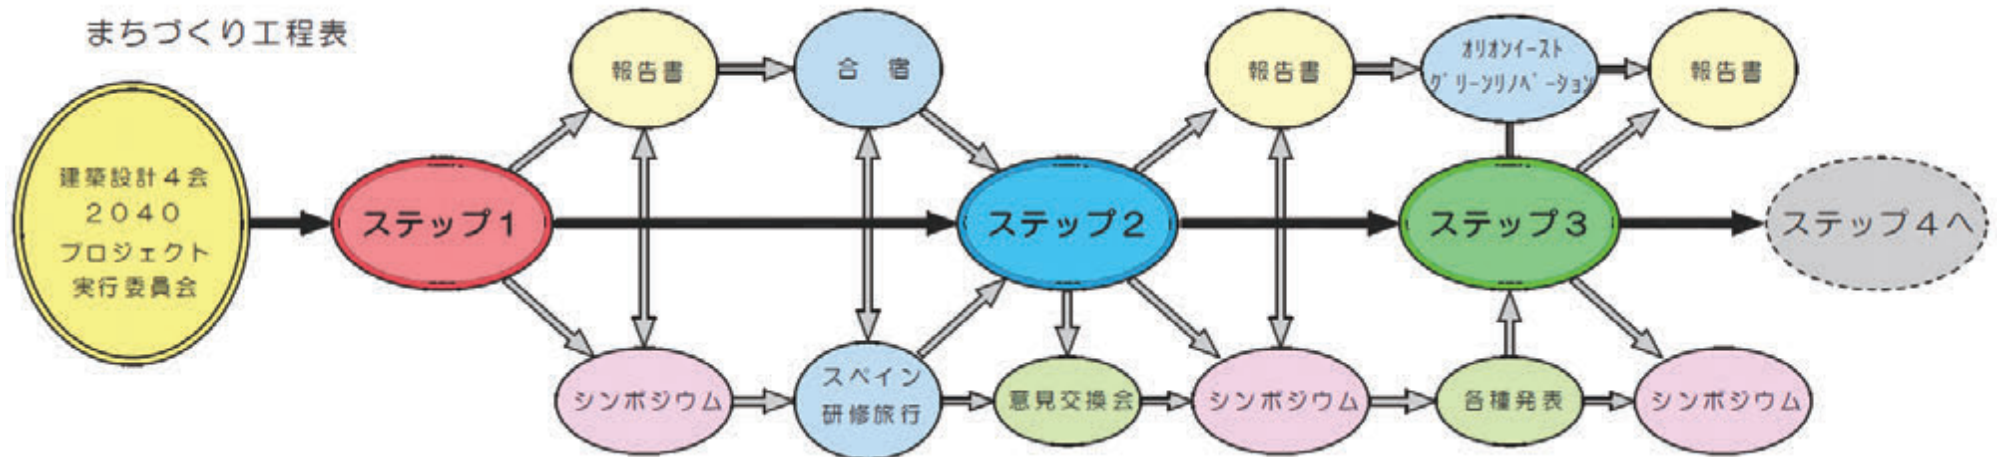 まちづくり工程表
建築設計４会
２０４０
プロジェクト
実行委員会
ステップ１
報告書
シンポジウム
合　宿
スペイン
研修旅行
ステップ２
意見交換会
報告書
シンポジウム
ｵﾘｵﾝｲｰｽﾄ
ｸﾞﾘｰﾝﾘﾉﾍﾞｰｼｮﾝ
ステップ３
各種発表
報告書
シンポジウム
ステップ４へ